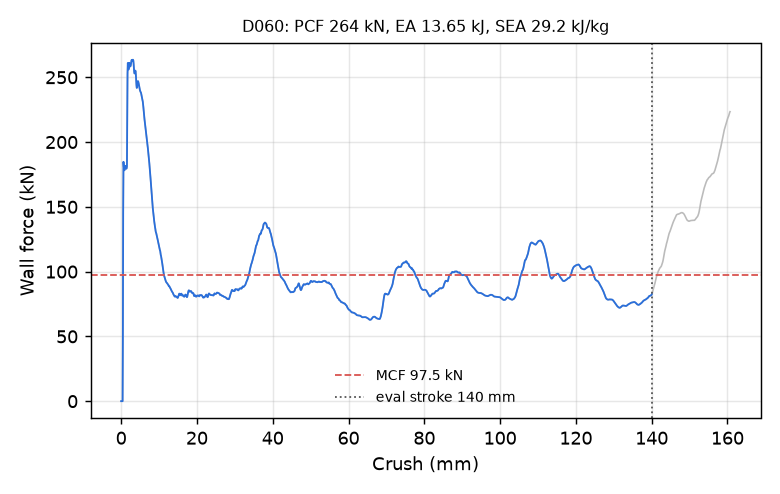 D060: PCF 264 kN, EA 13.65 kJ, SEA 29.2 kJ/kg
Wall force (kN)
250
200
150
100
50
0
MCF 97.5 kN
eval stroke 140 mm
0 20 40 60 80 100 120 140 160
Crush (mm)